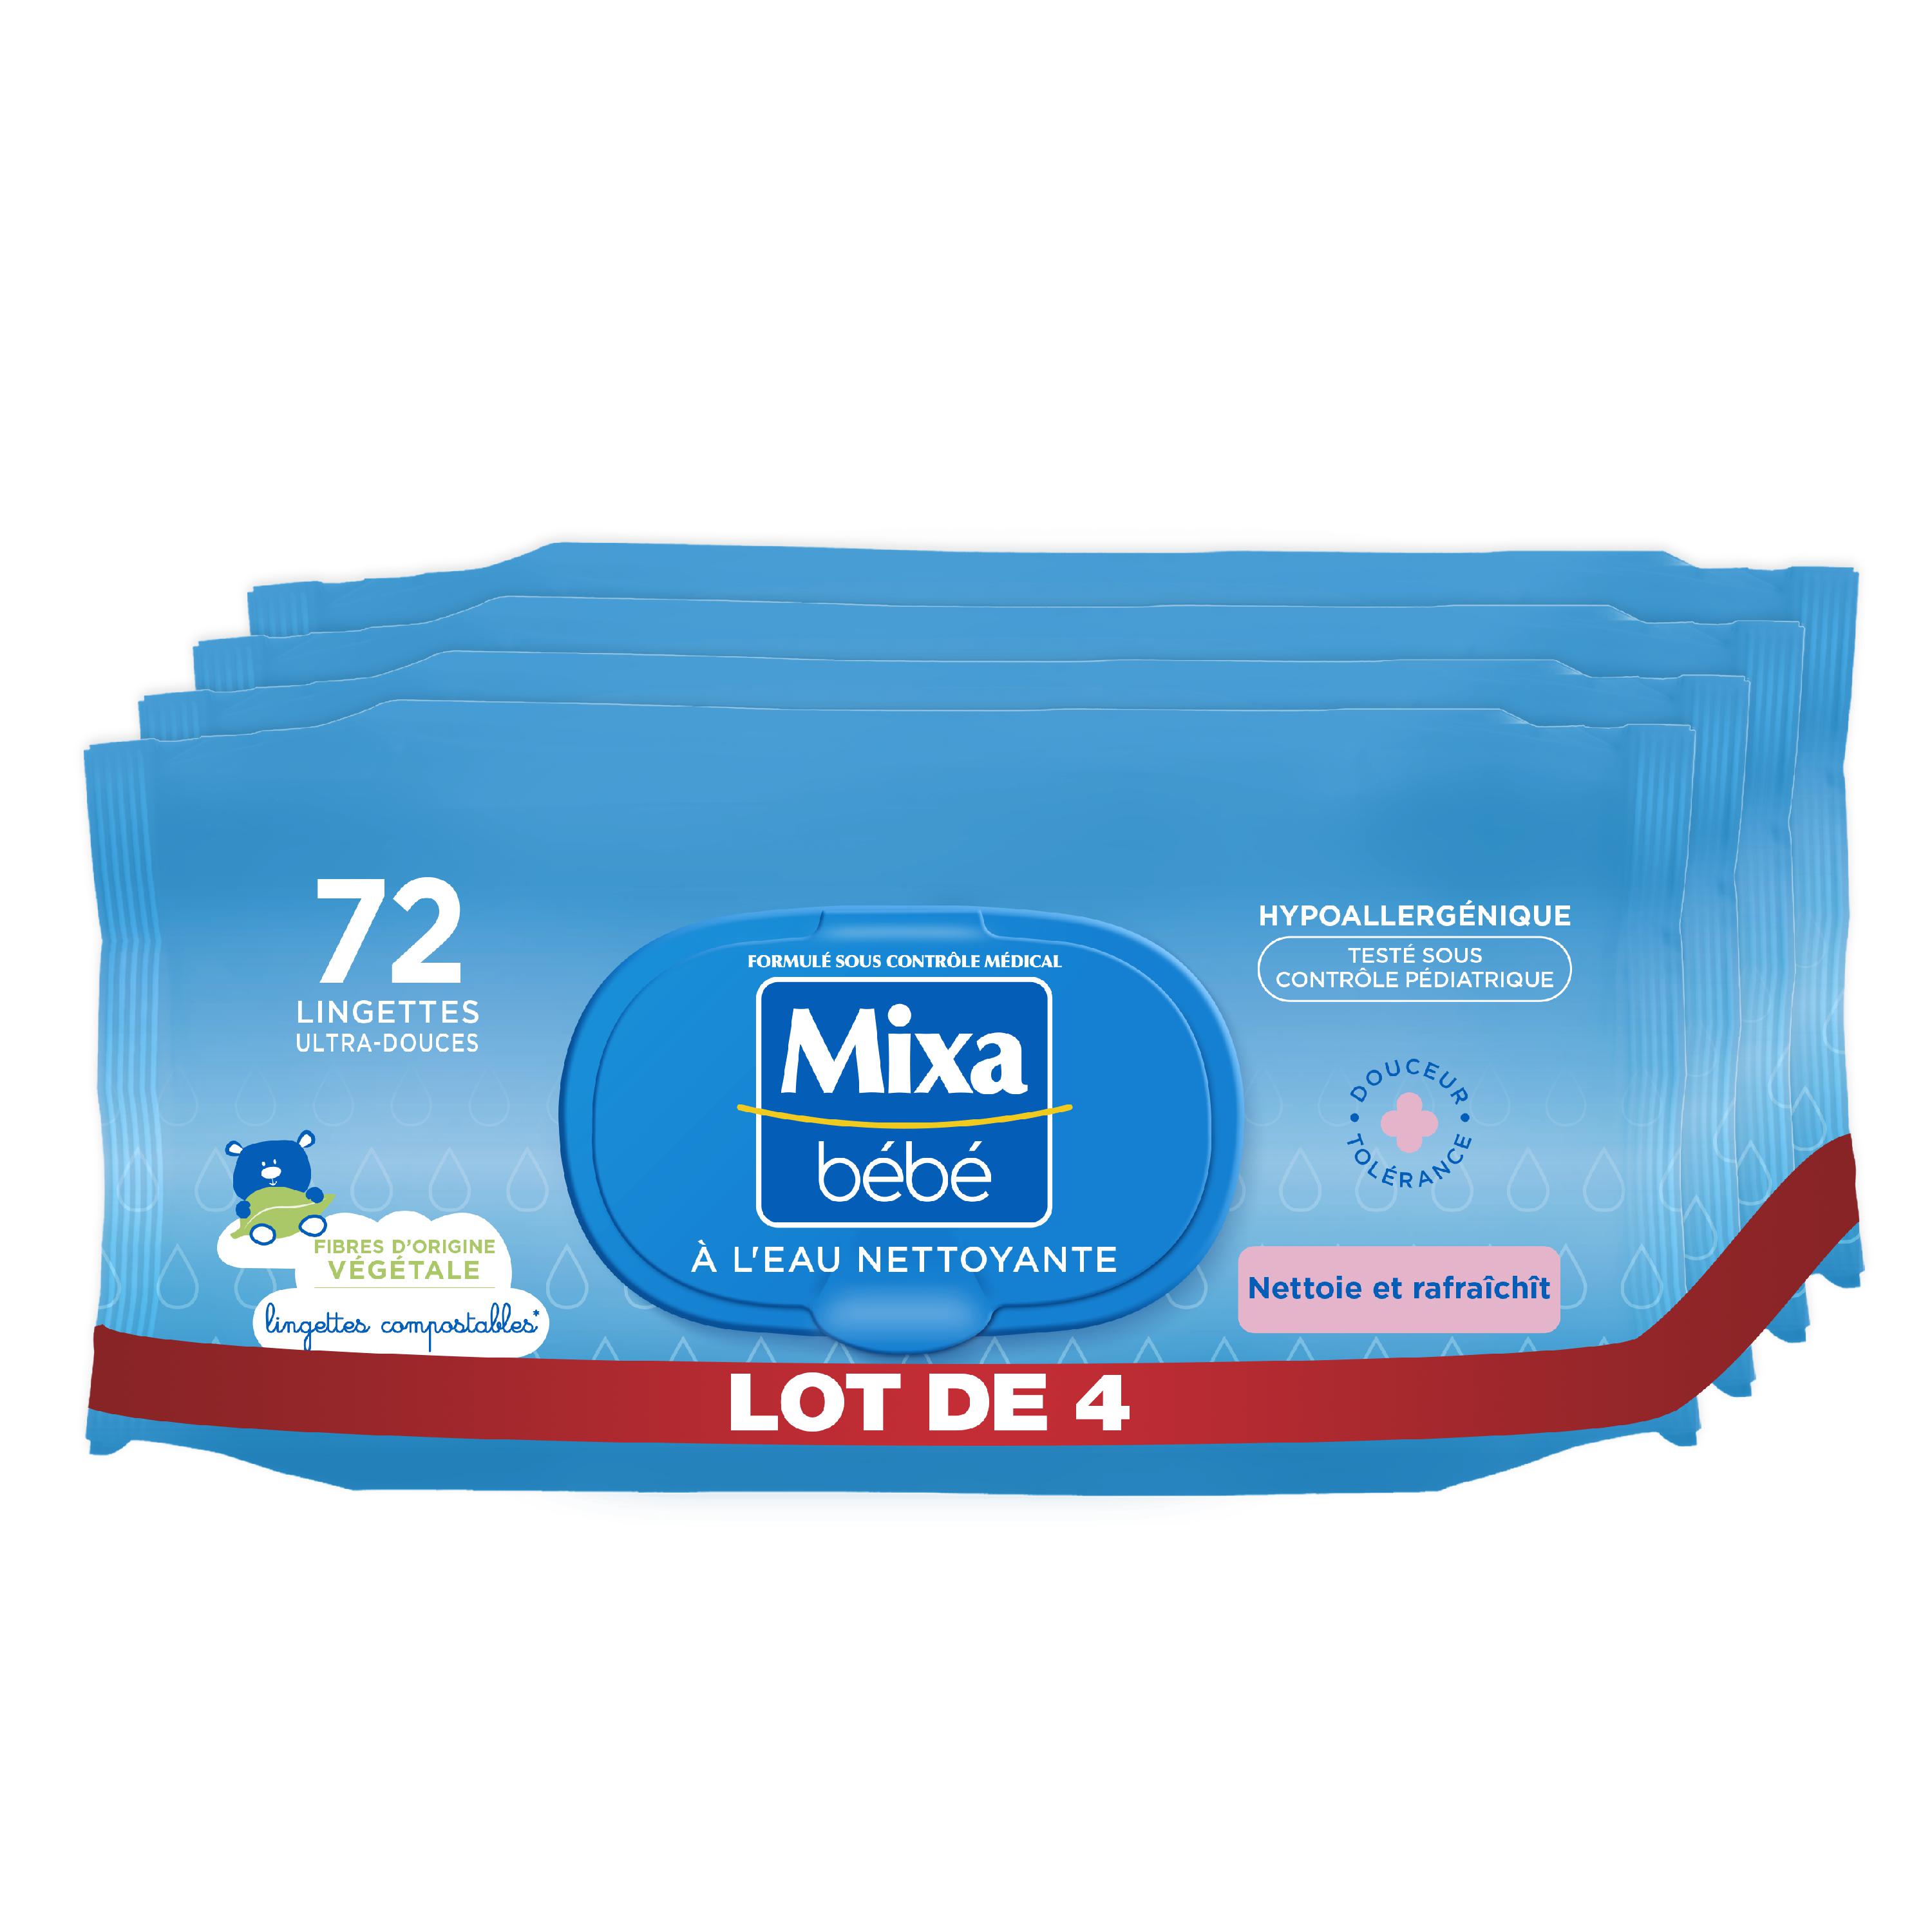 72
LINGETTES
ULTRA-DOUCES
FIBRES D'ORIGINE
VÉGÉTALE
lingettes compostables*
FORMULÉ SOUS CONTRÔLE MÉDICAL
Mixa
bébé
À L'EAU NETTOYANTE
HYPOALLERGÉNIQUE
TESTÉ SOUS
CONTRÔLE PÉDIATRIQUE
• DOUCEUR •
TOLÉRANCE
Nettoie et rafraîchît
LOT DE 4